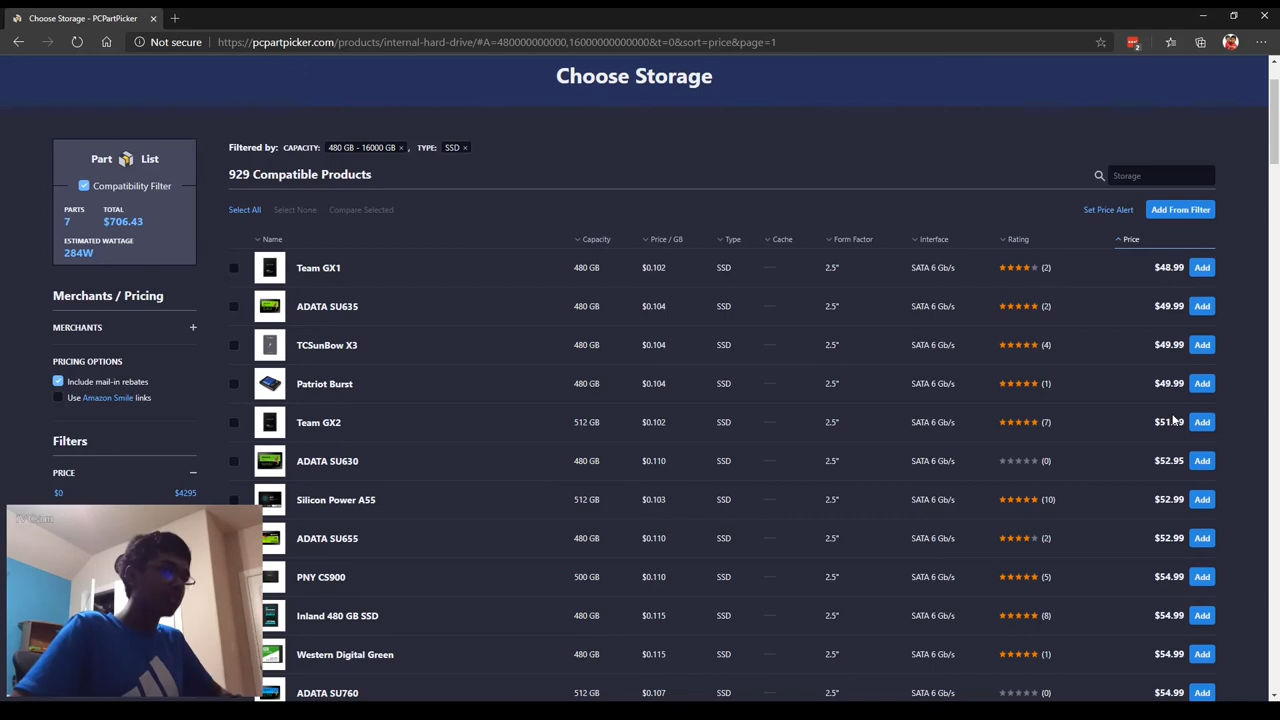 Choose Storage - PCPartPicker
Not secure https://pcpartpicker.com/products/internal-hard-drive/#A=480000000000,16000000000000&t=0&sort=price&page=1
2
Choose Storage
Part List
Compatibility Filter
PARTS TOTAL
7 $706.43
ESTIMATED WATTAGE
284W
Merchants / Pricing
MERCHANTS +
PRICING OPTIONS
Include mail-in rebates
Use Amazon Smile links
Filters
PRICE
$0 $4295
iVCam
Filtered by: CAPACITY: 480 GB - 16000 GB ×, TYPE: SSD ×
929 Compatible Products
Storage
Select All Select None Compare Selected Set Price Alert Add From Filter
Name Capacity Price / GB Type Cache Form Factor Interface Rating Price
Team GX1 480 GB $0.102 SSD 2.5" SATA 6 Gb/s (2) $48.99 Add
ADATA SU635 480 GB $0.104 SSD 2.5" SATA 6 Gb/s (2) $49.99 Add
TCSunBow X3 480 GB $0.104 SSD 2.5" SATA 6 Gb/s (4) $49.99 Add
Patriot Burst 480 GB $0.104 SSD 2.5" SATA 6 Gb/s (1) $49.99 Add
Team GX2 512 GB $0.102 SSD 2.5" SATA 6 Gb/s (7) Add
ADATA SU630 480 GB $0.110 SSD 2.5" SATA 6 Gb/s (0) $52.95 Add
Silicon Power A55 512 GB $0.103 SSD 2.5" SATA 6 Gb/s (10) $52.99 Add
ADATA SU655 480 GB $0.110 SSD 2.5" SATA 6 Gb/s (4) $52.99 Add
PNY CS900 500 GB $0.110 SSD 2.5" SATA 6 Gb/s (5) $54.99 Add
Inland 480 GB SSD 480 GB $0.115 SSD 2.5" SATA 6 Gb/s (8) $54.99 Add
Western Digital Green 480 GB $0.115 SSD 2.5" SATA 6 Gb/s (1) $54.99 Add
ADATA SU760 512 GB $0.107 SSD 2.5" SATA 6 Gb/s (0) $54.99 Add